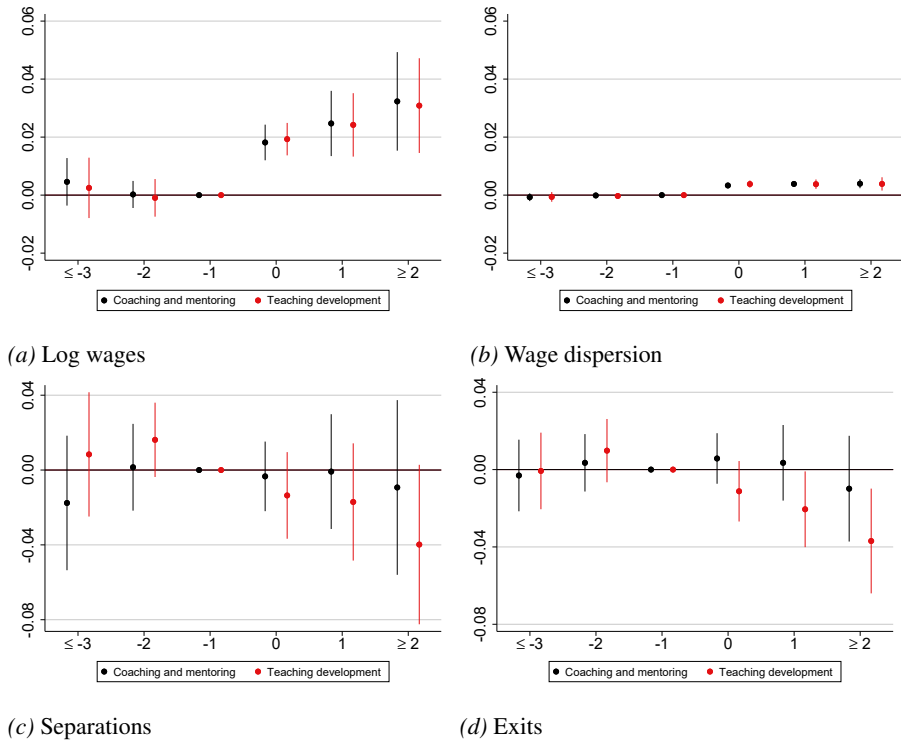 0.06
0.04
0.02
0.00
-0.02
≤ -3 -2 -1 0 1 ≥ 2
Coaching and mentoring Teaching development
(a) Log wages
0.06
0.04
0.02
0.00
-0.02
≤ -3 -2 -1 0 1 ≥ 2
Coaching and mentoring Teaching development
(b) Wage dispersion
0.04
0.00
-0.04
-0.08
≤ -3 -2 -1 0 1 ≥ 2
Coaching and mentoring Teaching development
(c) Separations
0.04
0.00
-0.04
-0.08
≤ -3 -2 -1 0 1 ≥ 2
Coaching and mentoring Teaching development
(d) Exits